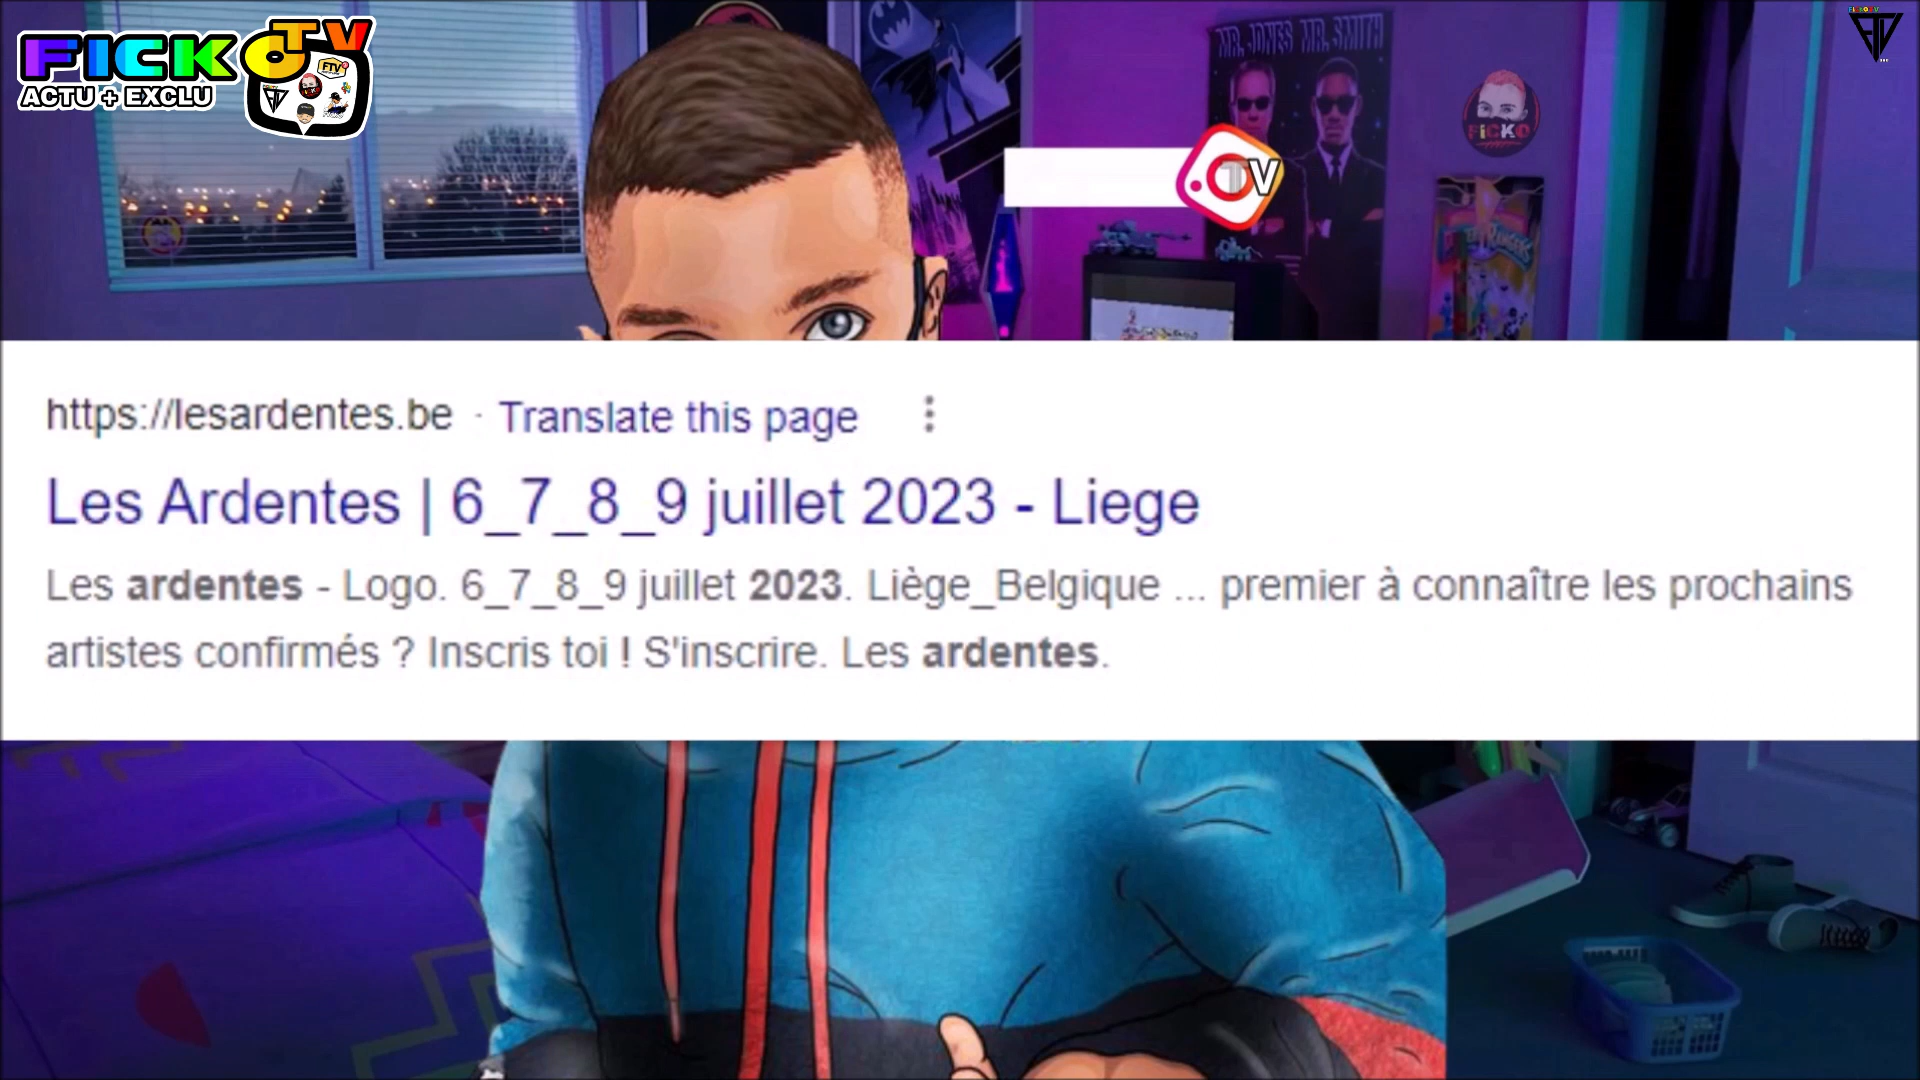 FICKO TV
ACTU + EXCLU
FTV
MR. JONES MR. SMITH
FICKO
TV
https://lesardentes.be · Translate this page
Les Ardentes | 6_7_8_9 juillet 2023 - Liege
Les ardentes - Logo. 6_7_8_9 juillet 2023. Liège_Belgique ... premier à connaître les prochains
artistes confirmés ? Inscris toi ! S'inscrire. Les ardentes.